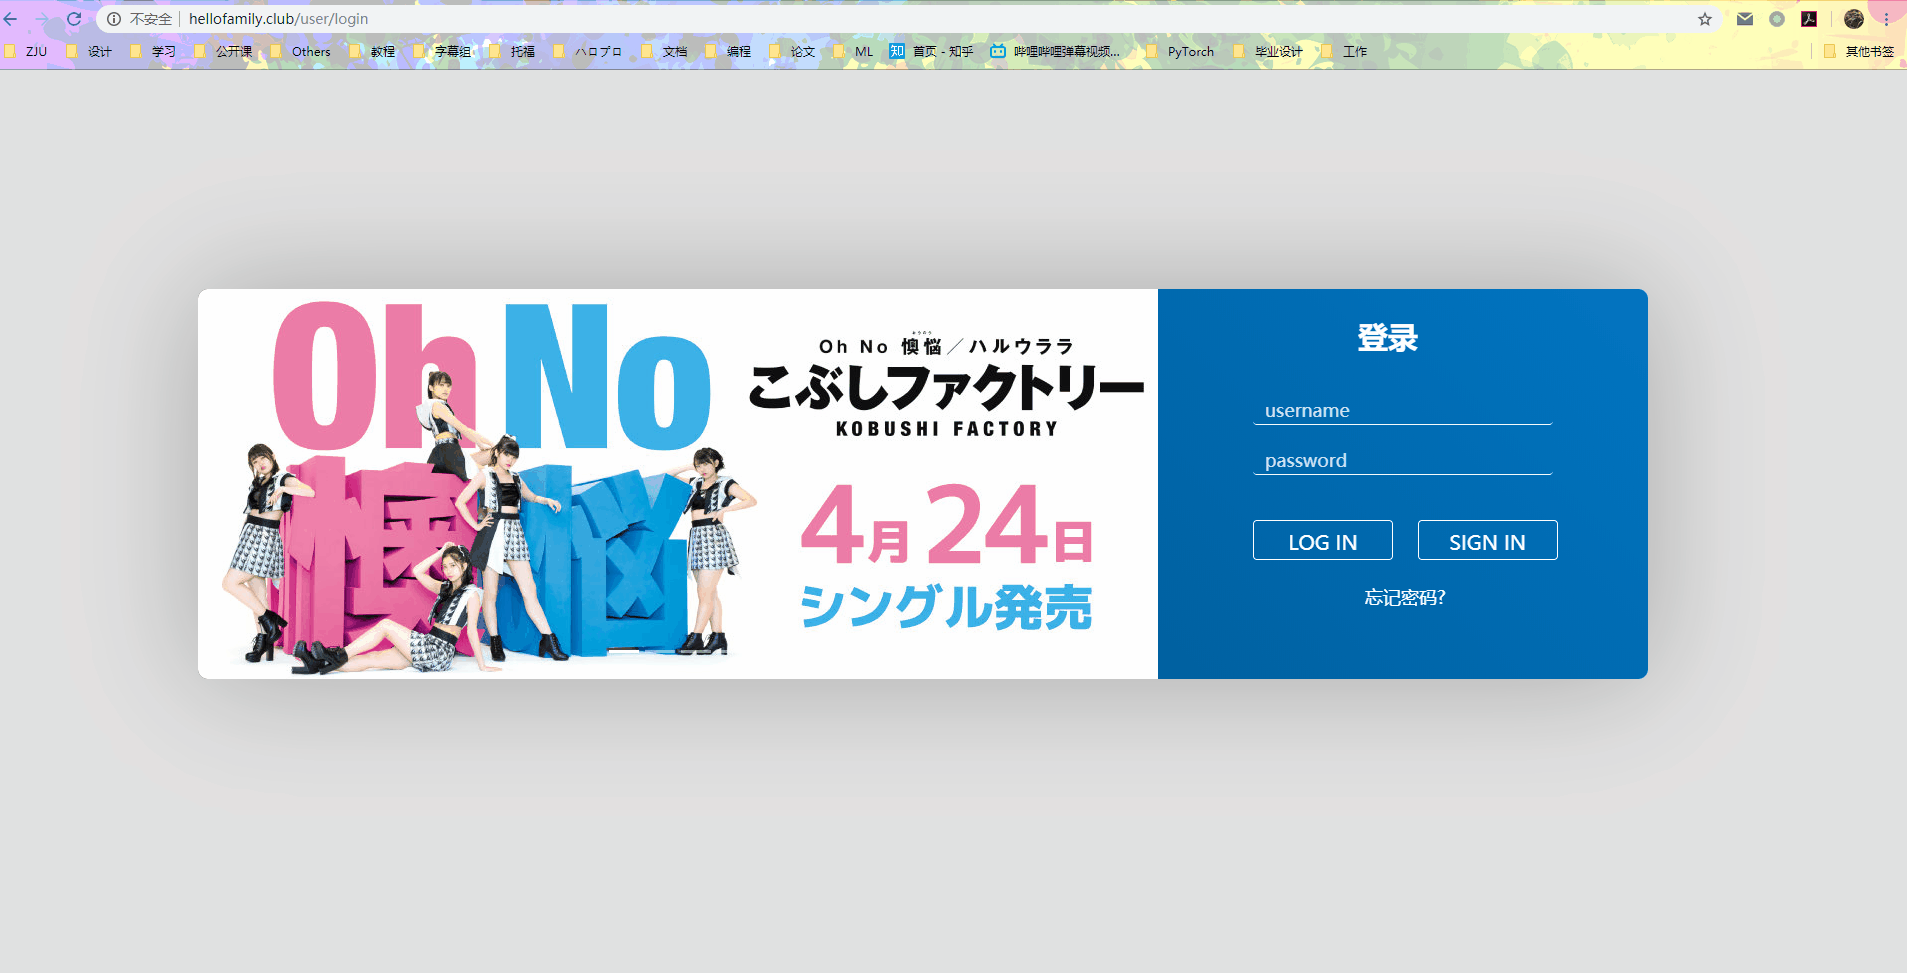 不安全 hellofamily.club/user/login
ZJU 设计 学习 公开课 Others 教程 字幕组 托福 ハロプロ 文档 编程 论文 ML 知 首页 - 知乎 哔哩哔哩弹幕视频... PyTorch 毕业设计 工作 其他书签
Oh No
懊悩
おうのう
Oh No 懊悩／ハルウララ
こぶしファクトリー
KOBUSHI FACTORY
4月24日
シングル発売
登录
username
password
LOG IN SIGN IN
忘记密码?